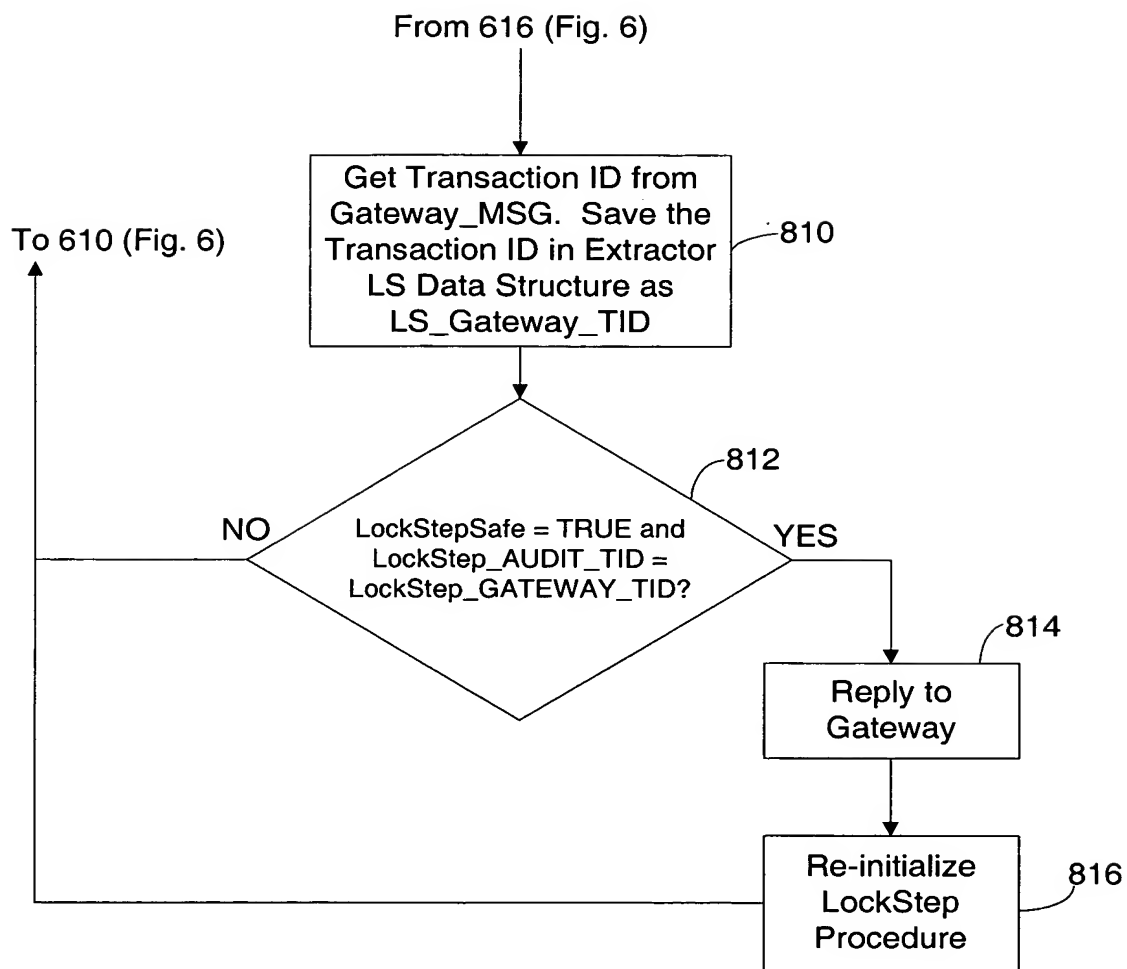 From 616 (Fig. 6)
Get Transaction ID from
Gateway_MSG. Save the
Transaction ID in Extractor
LS Data Structure as
LS_Gateway_TID
810
To 610 (Fig. 6)
812
NO
LockStepSafe = TRUE and
LockStep_AUDIT_TID =
LockStep_GATEWAY_TID?
YES
814
Reply to
Gateway
Re-initialize
LockStep
Procedure
816